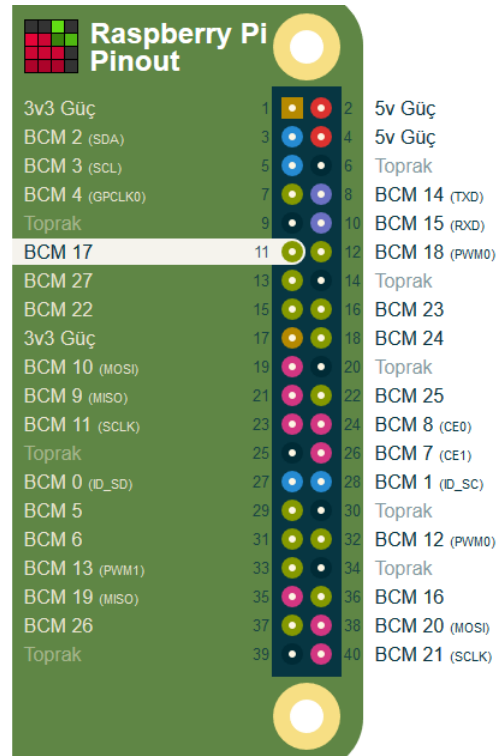 Raspberry Pi
Pinout
3v3 Güç 1 2 5v Güç
BCM 2 (SDA) 3 4 5v Güç
BCM 3 (SCL) 5 6 Toprak
BCM 4 (GPCLK0) 7 8 BCM 14 (TXD)
Toprak 9 10 BCM 15 (RXD)
BCM 17 11 12 BCM 18 (PWM0)
BCM 27 13 14 Toprak
BCM 22 15 16 BCM 23
3v3 Güç 17 18 BCM 24
BCM 10 (MOSI) 19 20 Toprak
BCM 9 (MISO) 21 22 BCM 25
BCM 11 (SCLK) 23 24 BCM 8 (CE0)
Toprak 25 26 BCM 7 (CE1)
BCM 0 (ID_SD) 27 28 BCM 1 (ID_SC)
BCM 5 29 30 Toprak
BCM 6 31 32 BCM 12 (PWM0)
BCM 13 (PWM1) 33 34 Toprak
BCM 19 (MISO) 35 36 BCM 16
BCM 26 37 38 BCM 20 (MOSI)
Toprak 39 40 BCM 21 (SCLK)